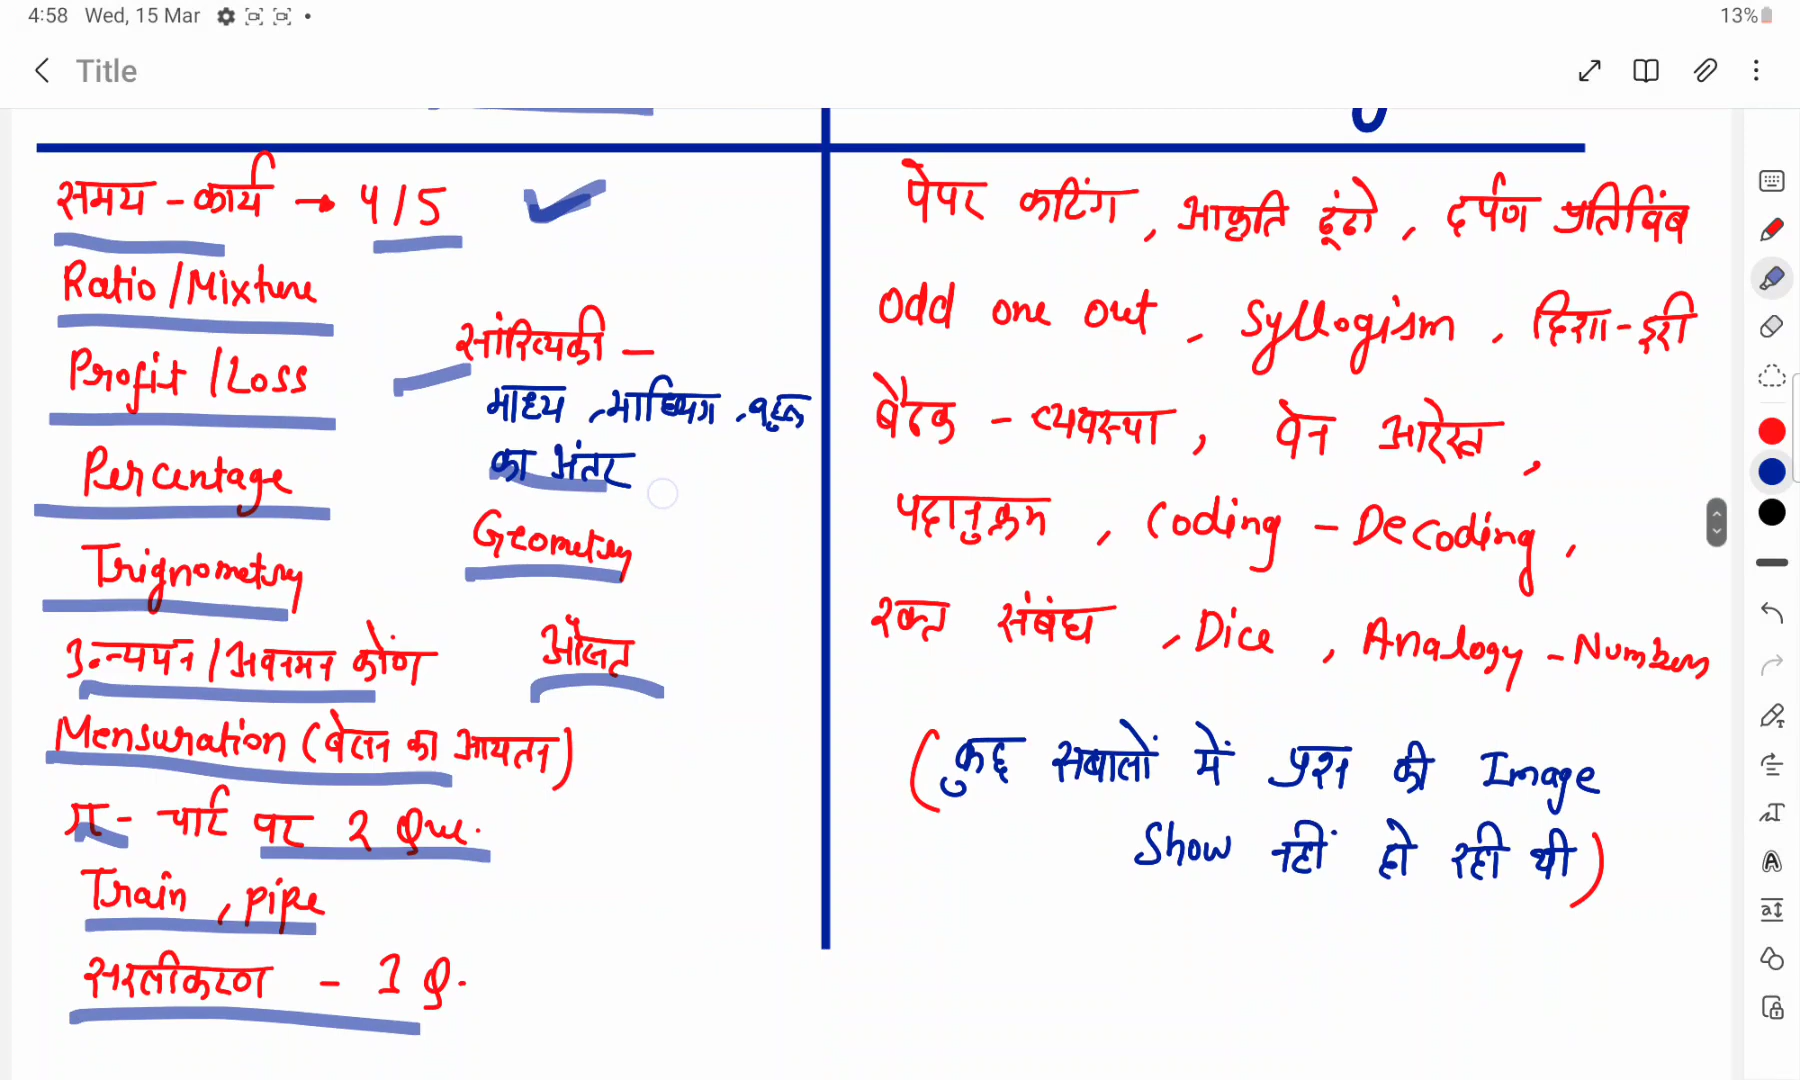 4:58 Wed, 15 Mar
13%
Title
समय - कार्य → 4/5
Ratio / Mixture
Profit / Loss
Percentage
Trignometry
उन्नयन / अवनमन कोण
Mensuration (बेलन का आयतन)
पा - चार्ट पर 2 Que.
Train, pipe
सरलीकरण - 1 Q.
सांख्यिकी -
माध्य, माध्यिका, बहुलक
का अंतर
Geometry
औसत
पेपर कटिंग, आकृति ढूंढो, दर्पण प्रतिबिंब
Odd one out, Syllogism, दिशा - दूरी
बैठक - व्यवस्था, वेन आरेख,
पदानुक्रम, Coding - Decoding,
रक्त संबंध, Dice, Analogy - Numbers
(कुछ सवालों में प्रश्न की Image
Show नहीं हो रही थी)